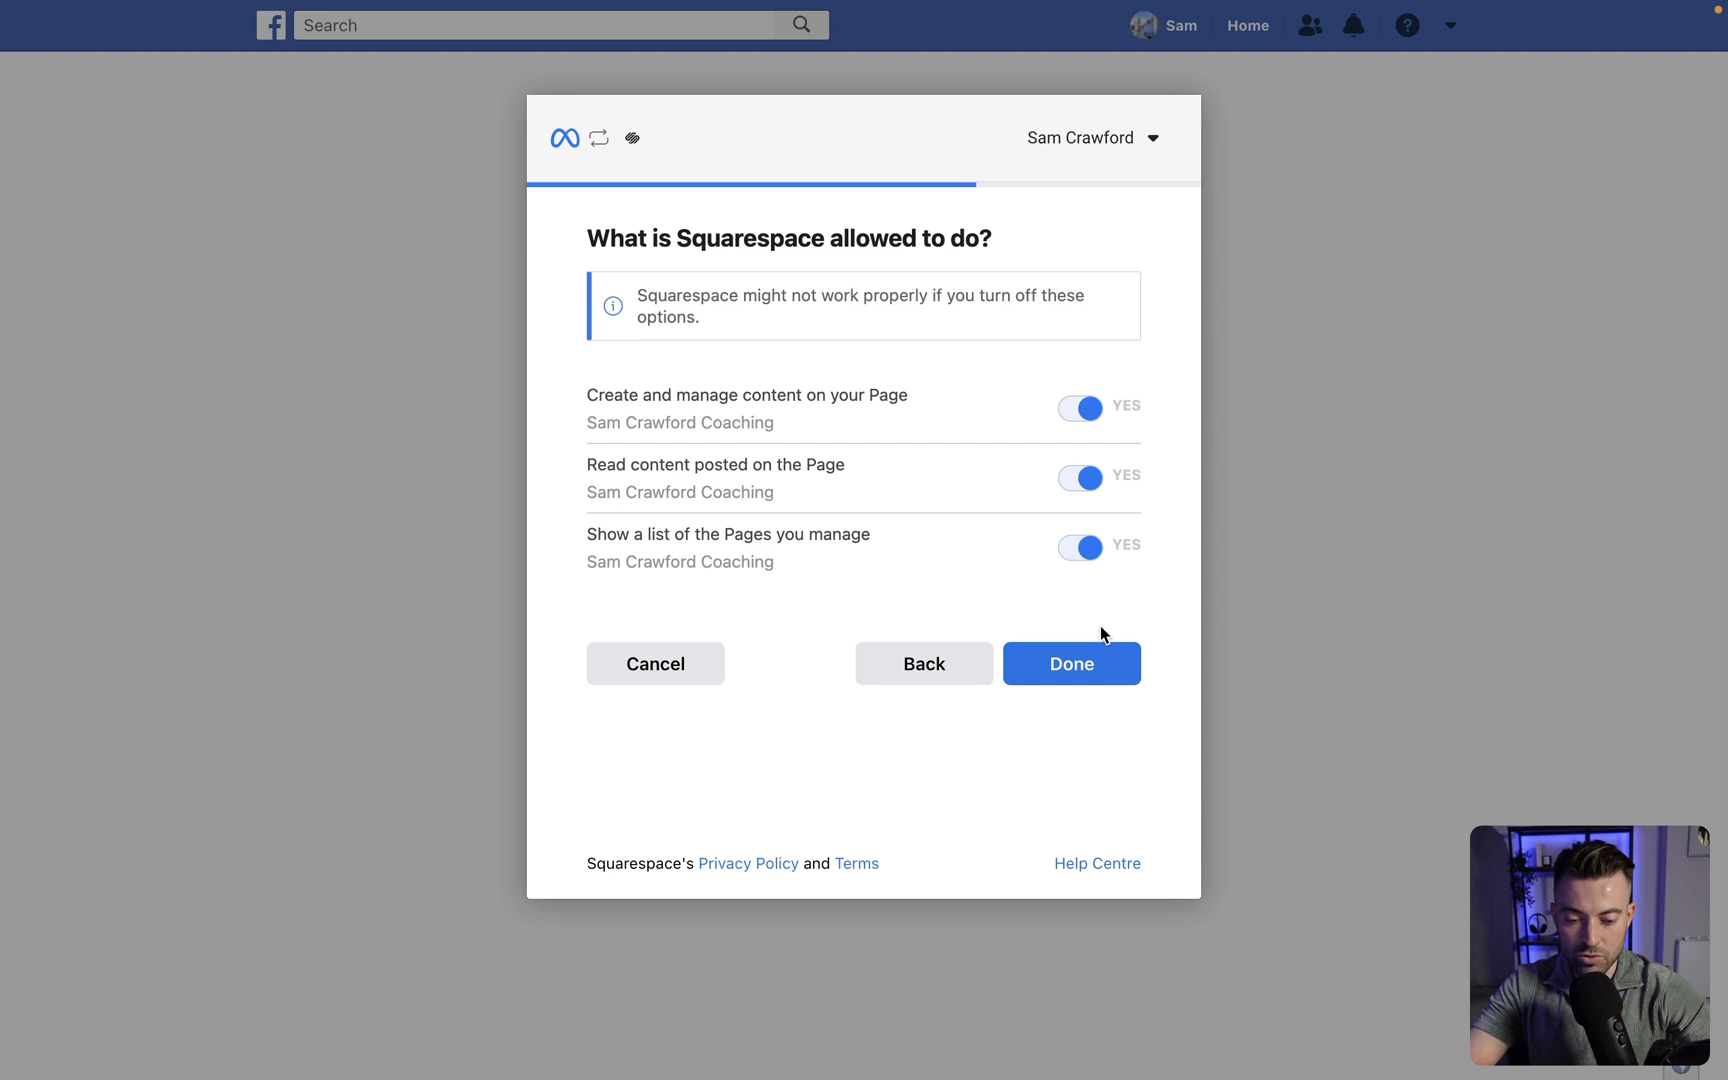 Search
Sam
Home
Sam Crawford
What is Squarespace allowed to do?
Squarespace might not work properly if you turn off these
options.
Create and manage content on your Page
YES
Sam Crawford Coaching
Read content posted on the Page
YES
Sam Crawford Coaching
Show a list of the Pages you manage
YES
Sam Crawford Coaching
Cancel
Back
Done
Squarespace's Privacy Policy and Terms
Help Centre